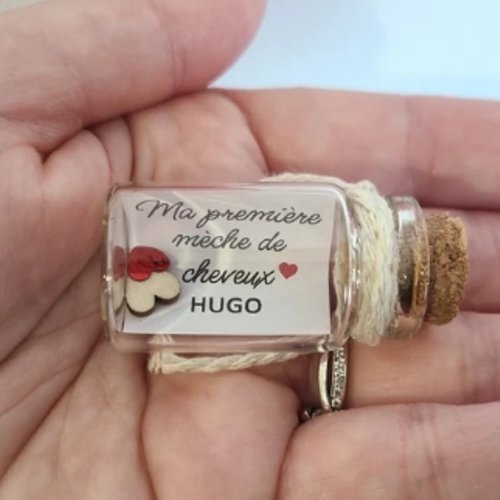 Ma première
mèche de
cheveux
HUGO